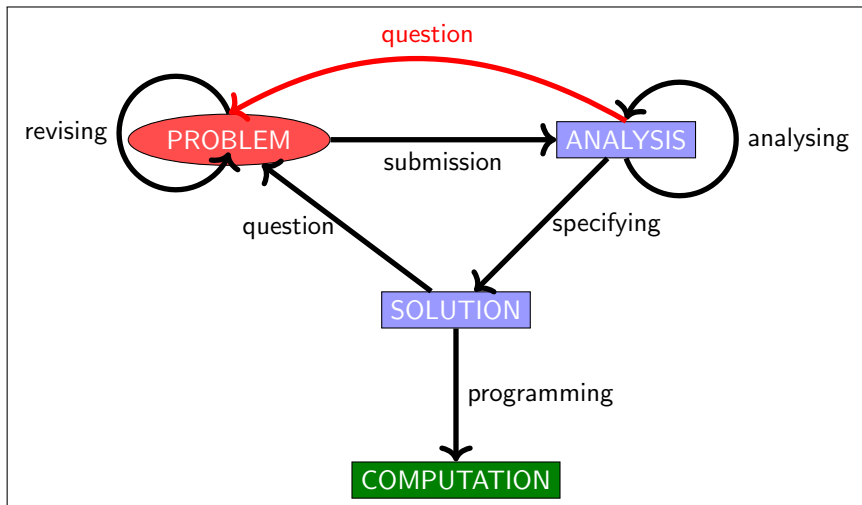 question
revising
PROBLEM
ANALYSIS
analysing
submission
question
specifying
SOLUTION
programming
COMPUTATION